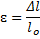 ε = Δl / l₀